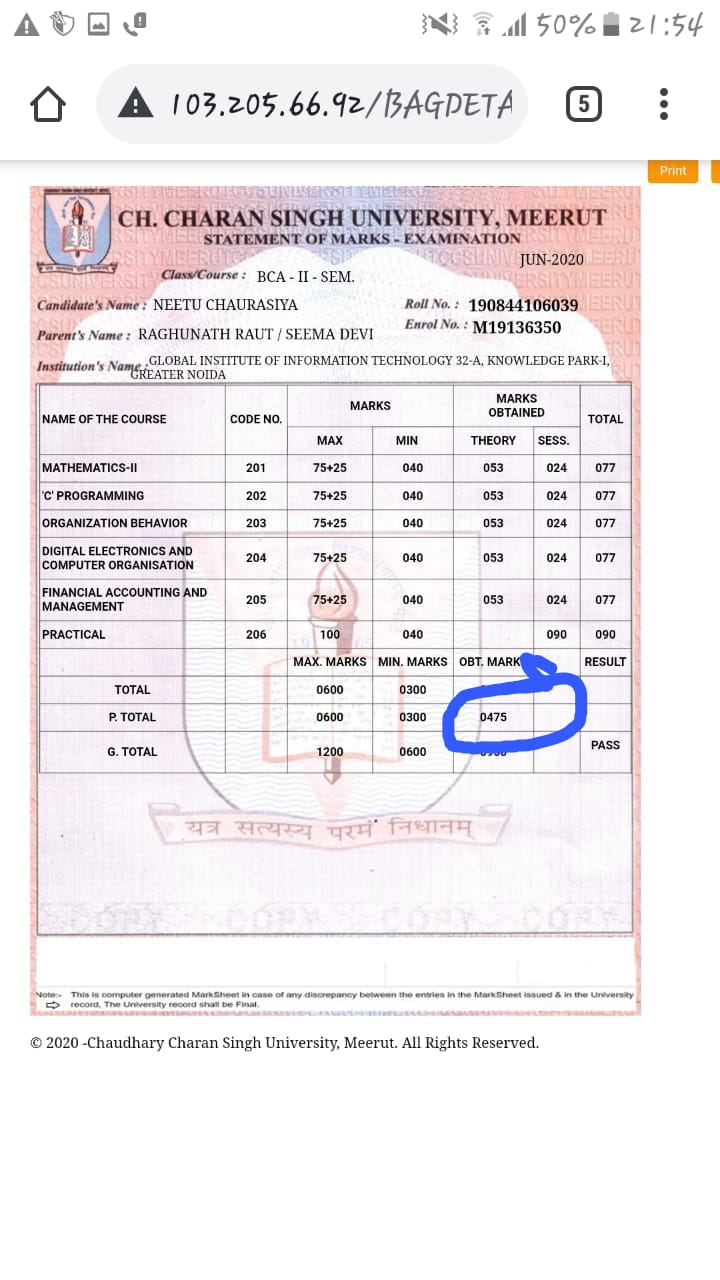 50% 21:54
103.205.66.92/BAGDETA
5
Print
CH. CHARAN SINGH UNIVERSITY, MEERUT
STATEMENT OF MARKS - EXAMINATION
JUN-2020
Class/Course : BCA - II - SEM.
Candidate's Name : NEETU CHAURASIYA Roll No. : 190844106039
Parent's Name : RAGHUNATH RAUT / SEEMA DEVI Enrol No. : M19136350
Institution's Name : GLOBAL INSTITUTE OF INFORMATION TECHNOLOGY 32-A, KNOWLEDGE PARK-I,
GREATER NOIDA
NAME OF THE COURSE CODE NO. MARKS MARKS OBTAINED TOTAL
MAX MIN THEORY SESS.
MATHEMATICS-II 201 75+25 040 053 024 077
'C' PROGRAMMING 202 75+25 040 053 024 077
ORGANIZATION BEHAVIOR 203 75+25 040 053 024 077
DIGITAL ELECTRONICS AND
COMPUTER ORGANISATION 204 75+25 040 053 024 077
FINANCIAL ACCOUNTING AND
MANAGEMENT 205 75+25 040 053 024 077
PRACTICAL 206 100 040 090 090
MAX. MARKS MIN. MARKS OBT. MARK RESULT
TOTAL 0600 0300
P. TOTAL 0600 0300 0475
G. TOTAL 1200 0600 PASS
यत्र सत्यस्य परमं निधानम्
COPY COPY COPY COPY
Note:- This is computer generated MarkSheet in case of any discrepancy between the entries in the MarkSheet issued & in the University
record, The University record shall be Final.
© 2020 -Chaudhary Charan Singh University, Meerut. All Rights Reserved.